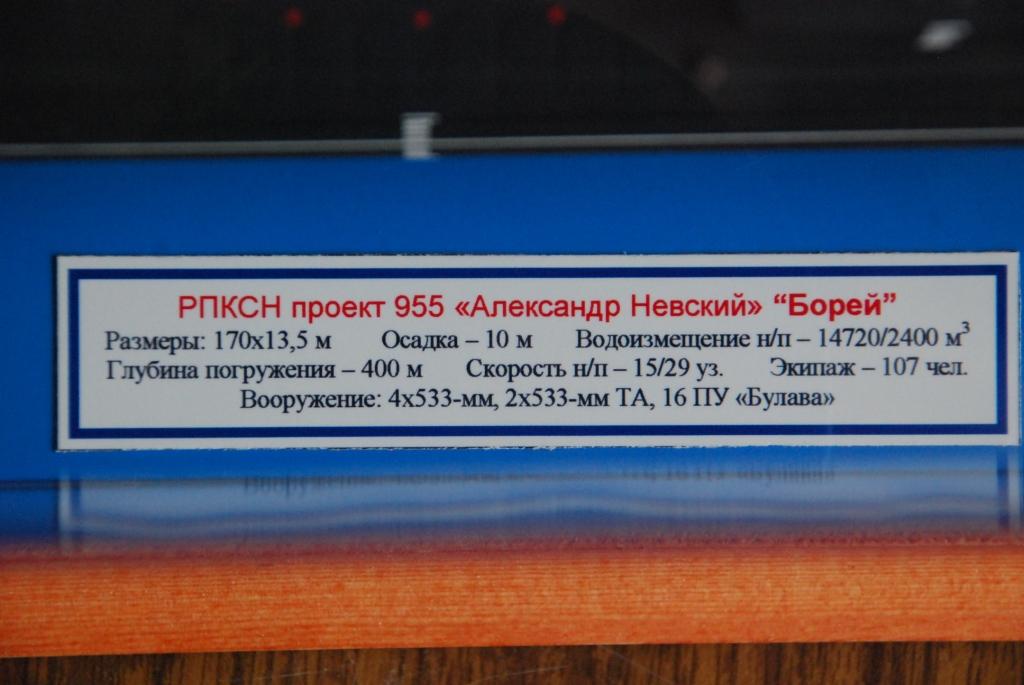 РПКСН проект 955 «Александр Невский» “Борей”
Размеры: 170х13,5 м Осадка – 10 м Водоизмещение н/п – 14720/2400 м³
Глубина погружения – 400 м Скорость н/п – 15/29 уз. Экипаж – 107 чел.
Вооружение: 4х533-мм, 2х533-мм ТА, 16 ПУ «Булава»